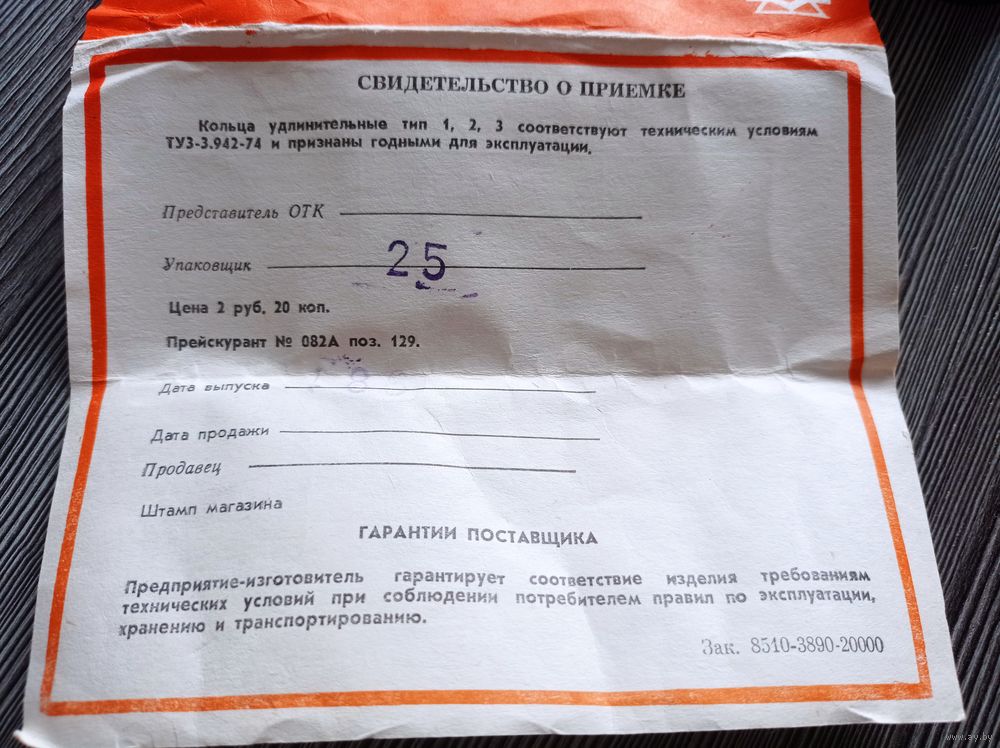 СВИДЕТЕЛЬСТВО О ПРИЕМКЕ
Кольца удлинительные тип 1, 2, 3 соответствуют техническим условиям
ТУ3-3.942-74 и признаны годными для эксплуатации.
Представитель ОТК
Упаковщик 25
Цена 2 руб. 20 коп.
Прейскурант № 082А поз. 129.
Дата выпуска
Дата продажи
Продавец
Штамп магазина
ГАРАНТИИ ПОСТАВЩИКА
Предприятие-изготовитель гарантирует соответствие изделия требованиям
технических условий при соблюдении потребителем правил по эксплуатации,
хранению и транспортированию.
Зак. 8510-3890-20000
www.ay.by